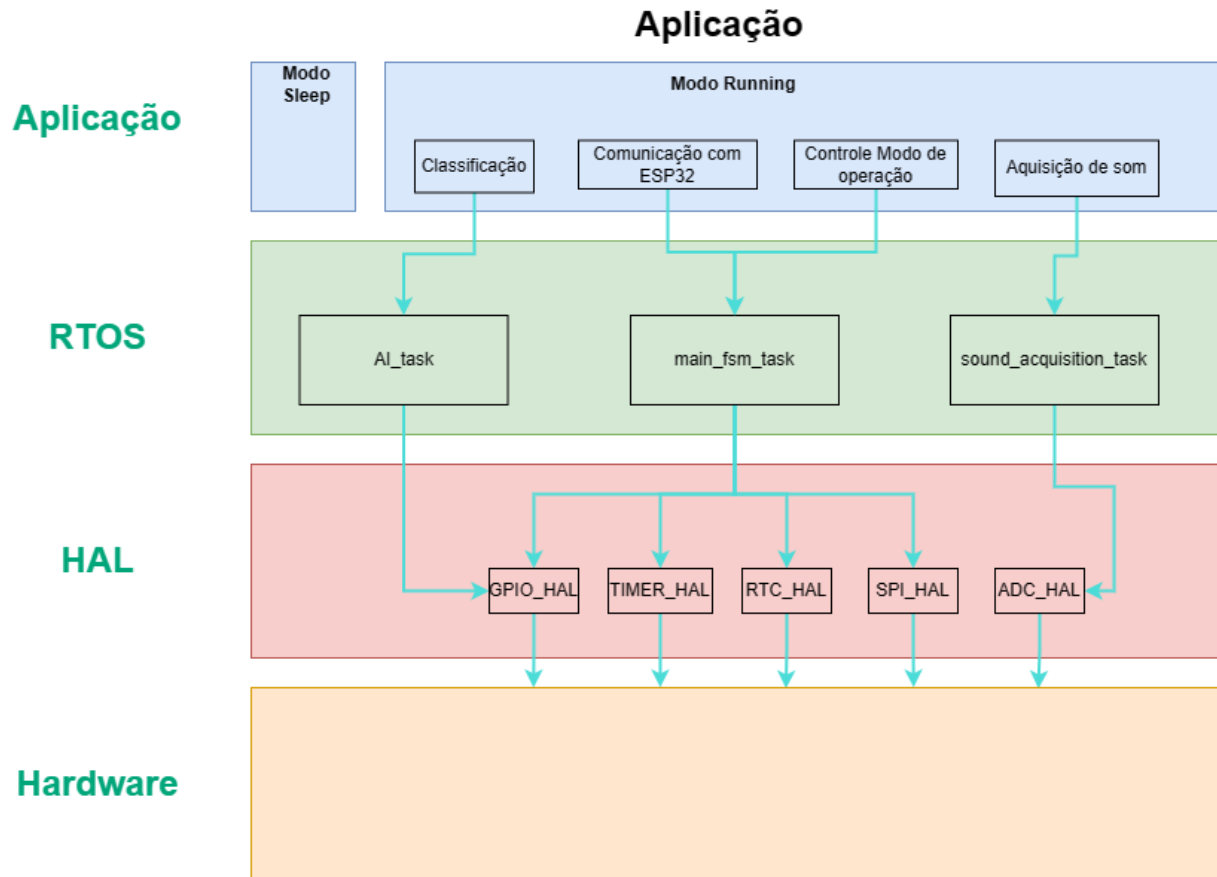 Aplicação
Aplicação
Modo
Sleep
Modo Running
Classificação
Comunicação com
ESP32
Controle Modo de
operação
Aquisição de som
RTOS
AI_task
main_fsm_task
sound_acquisition_task
HAL
GPIO_HAL
TIMER_HAL
RTC_HAL
SPI_HAL
ADC_HAL
Hardware